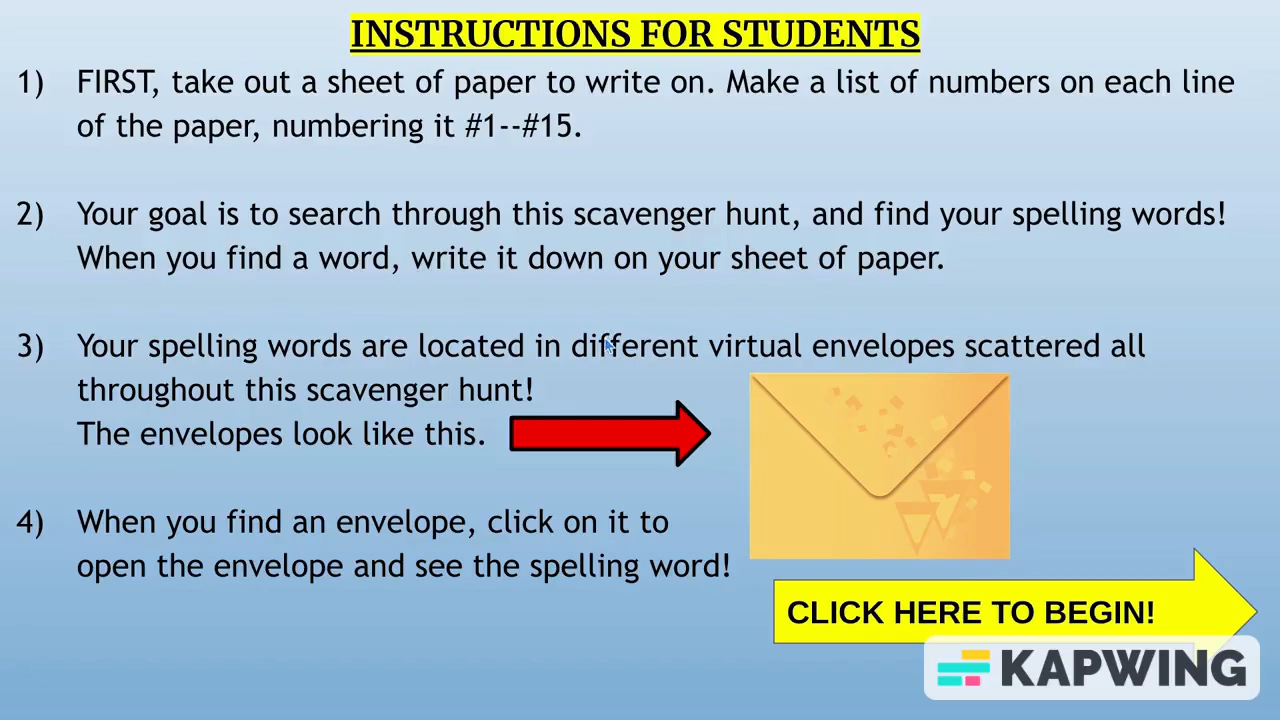 INSTRUCTIONS FOR STUDENTS
1) FIRST, take out a sheet of paper to write on. Make a list of numbers on each line
of the paper, numbering it #1--#15.
2) Your goal is to search through this scavenger hunt, and find your spelling words!
When you find a word, write it down on your sheet of paper.
3) Your spelling words are located in different virtual envelopes scattered all
throughout this scavenger hunt!
The envelopes look like this.
4) When you find an envelope, click on it to
open the envelope and see the spelling word!
CLICK HERE TO BEGIN!
KAPWING